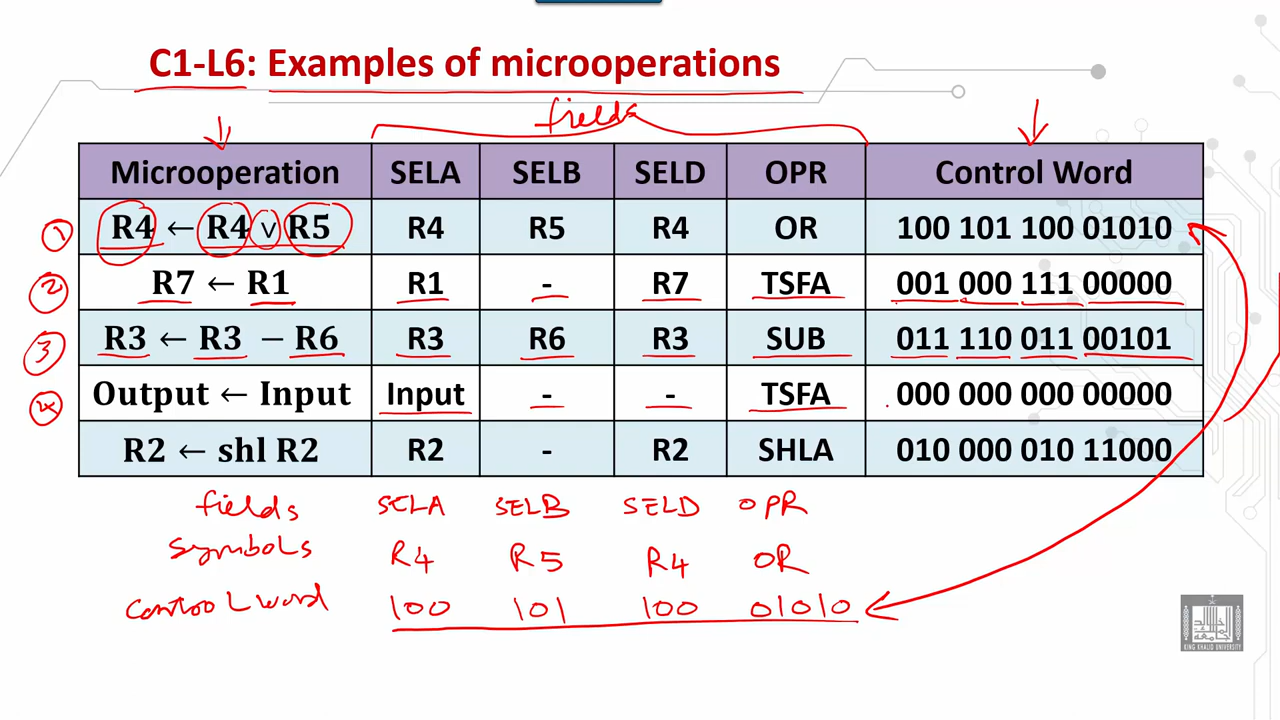 C1-L6: Examples of microoperations
fields
Microoperation SELA SELB SELD OPR Control Word
① R4 ← R4 ∨ R5 R4 R5 R4 OR 100 101 100 01010
② R7 ← R1 R1 - R7 TSFA 001 000 111 00000
③ R3 ← R3 − R6 R3 R6 R3 SUB 011 110 011 00101
④ Output ← Input Input - - TSFA 000 000 000 00000
R2 ← shl R2 R2 - R2 SHLA 010 000 010 11000
fields SELA SELB SELD OPR
symbols R4 R5 R4 OR
control word 100 101 100 01010
KING KHALID UNIVERSITY